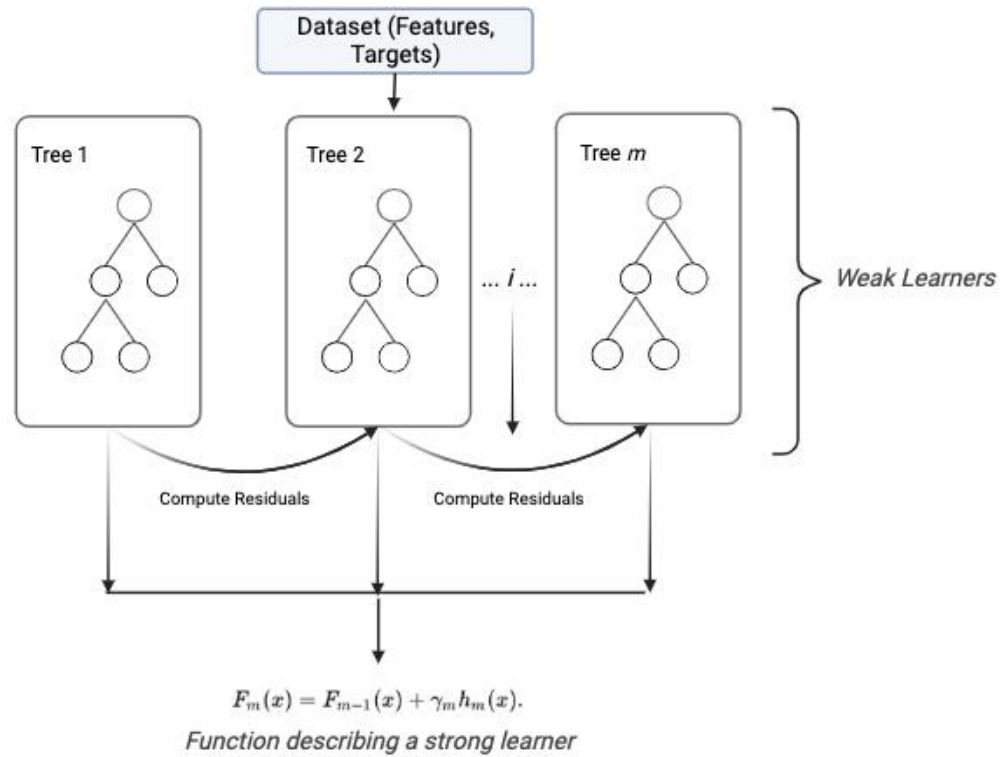 Dataset (Features,
Targets)
Tree 1
Tree 2
Tree m
... i ...
Weak Learners
Compute Residuals
Compute Residuals
Fₘ(x) = Fₘ₋₁(x) + γₘhₘ(x).
Function describing a strong learner